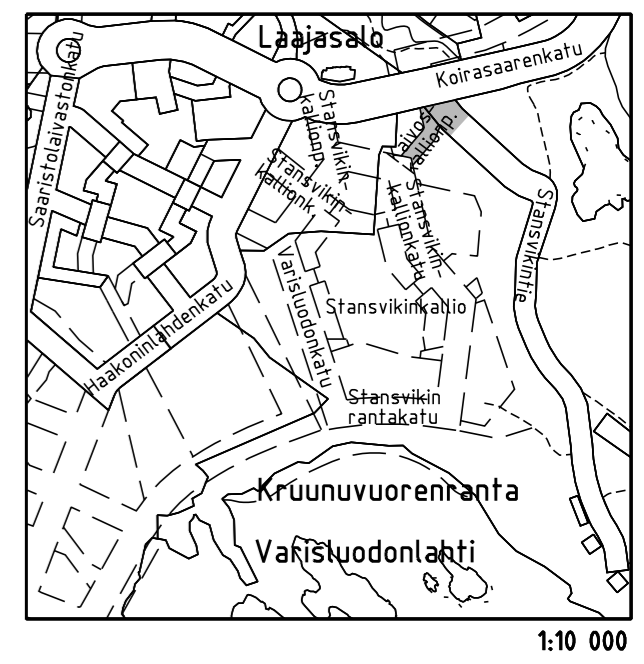 Laajasalo
Koirasaarenkatu
Saaristolaivastonkatu
Stansvikin-
kallionp.
Kaivos-
kallionp.
Stansvikin-
kallionk.
Stansvikin-
kallionkatu
Stansvikintie
Varisluodonkatu
Haakoninlahdenkatu
Stansvikinkallio
Stansvikin
rantakatu
Kruunuvuorenranta
Varisluodonlahti
1:10 000